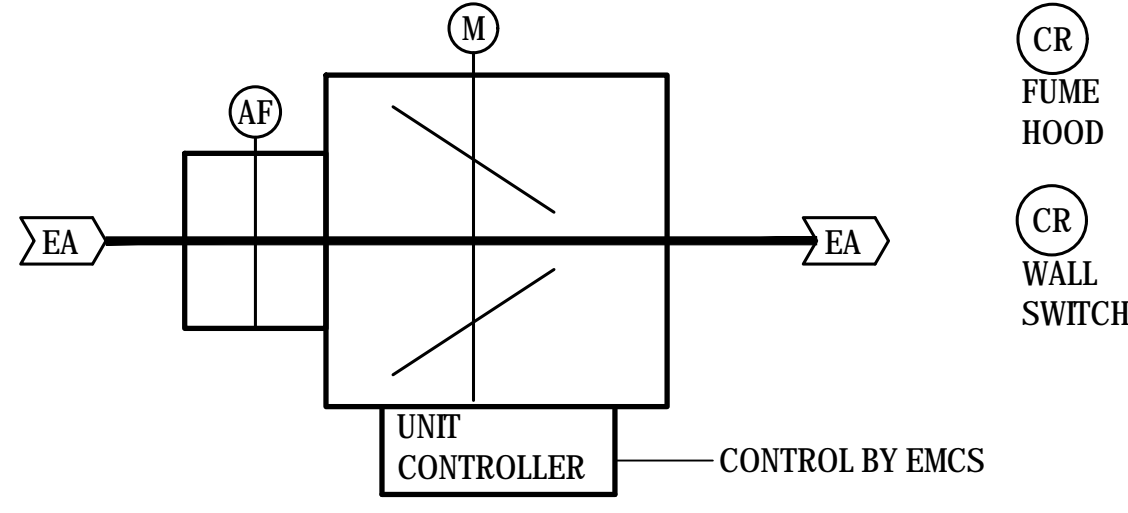 M
CR
FUME
HOOD
AF
EA
EA
CR
WALL
SWITCH
UNIT
CONTROLLER
CONTROL BY EMCS